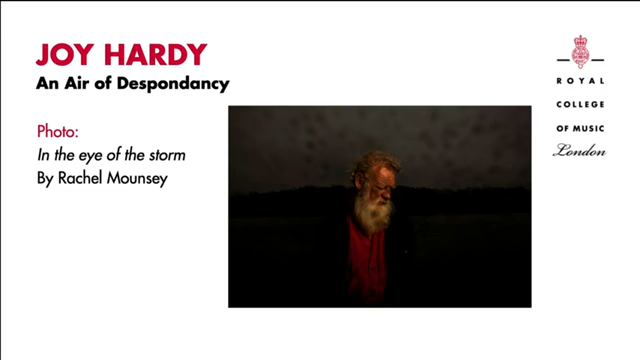 JOY HARDY
An Air of Despondancy
Photo:
In the eye of the storm
By Rachel Mounsey
ROYAL
COLLEGE
OF MUSIC
London